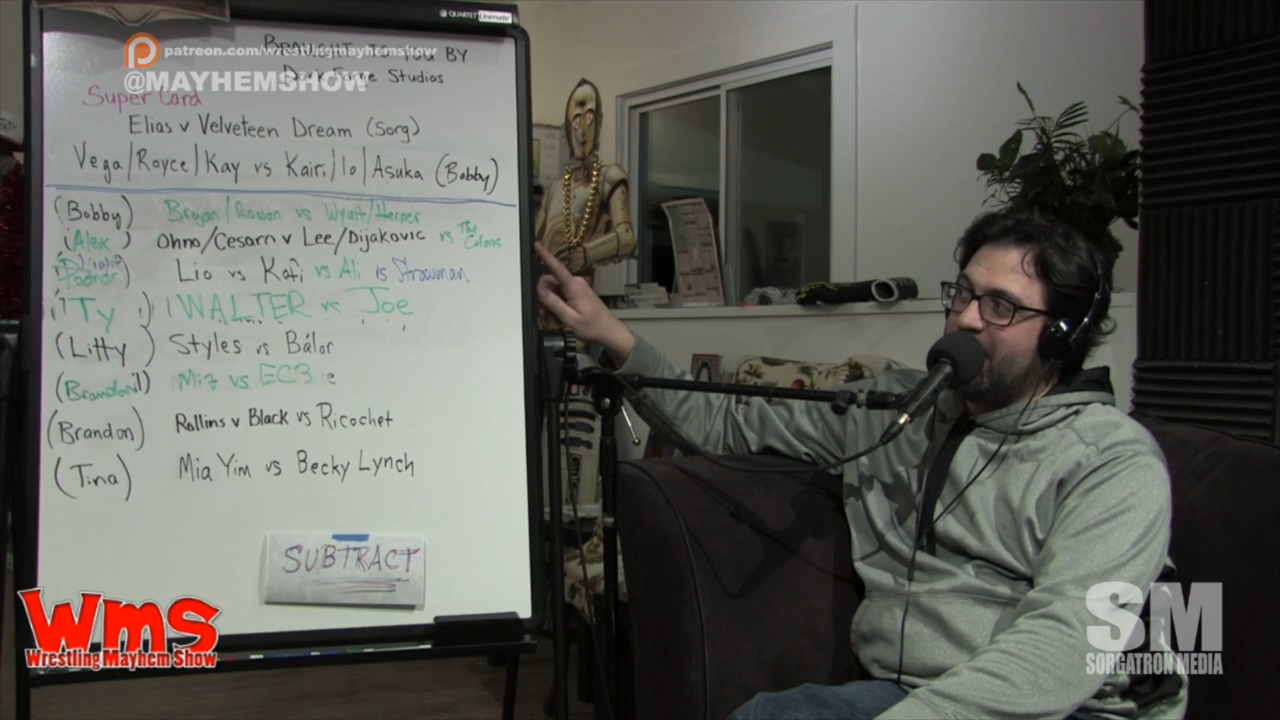 QUARTET Unimate
BROUGHT TO YOU BY
patreon.com/wrestlingmayhemshow
Studios
@MAYHEMSHOW
Super Card
Elias v Velveteen Dream (Sorg)
Vega/Royce/Kay vs Kairi/Io/Asuka (Bobby)
(Bobby) Bryan/Rowan vs Wyatt/Harper
(Alex) Ohno/Cesaro v Lee/Dijakovic vs The Colons
Lio vs Kofi vs Ali vs Strowman
(Ty) WALTER vs Joe
(Litty) Styles vs Bálor
Miz vs EC3
(Brandon) Rollins v Black vs Ricochet
(Tina) Mia Yim vs Becky Lynch
SUBTRACT
WMS
Wrestling Mayhem Show
SM
SORGATRON MEDIA